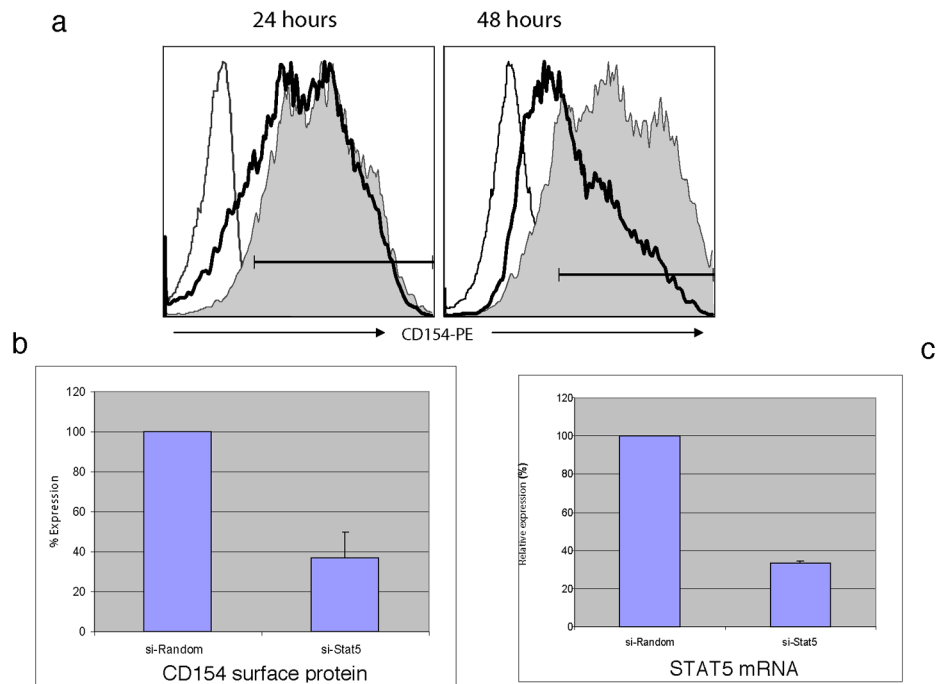 a
24 hours
48 hours
CD154-PE
b
120
100
80
60
40
20
0
% Expression
si-Random
si-Stat5
CD154 surface protein
c
120
100
80
60
40
20
0
Relative expression (%)
si-Random
si-Stat5
STAT5 mRNA